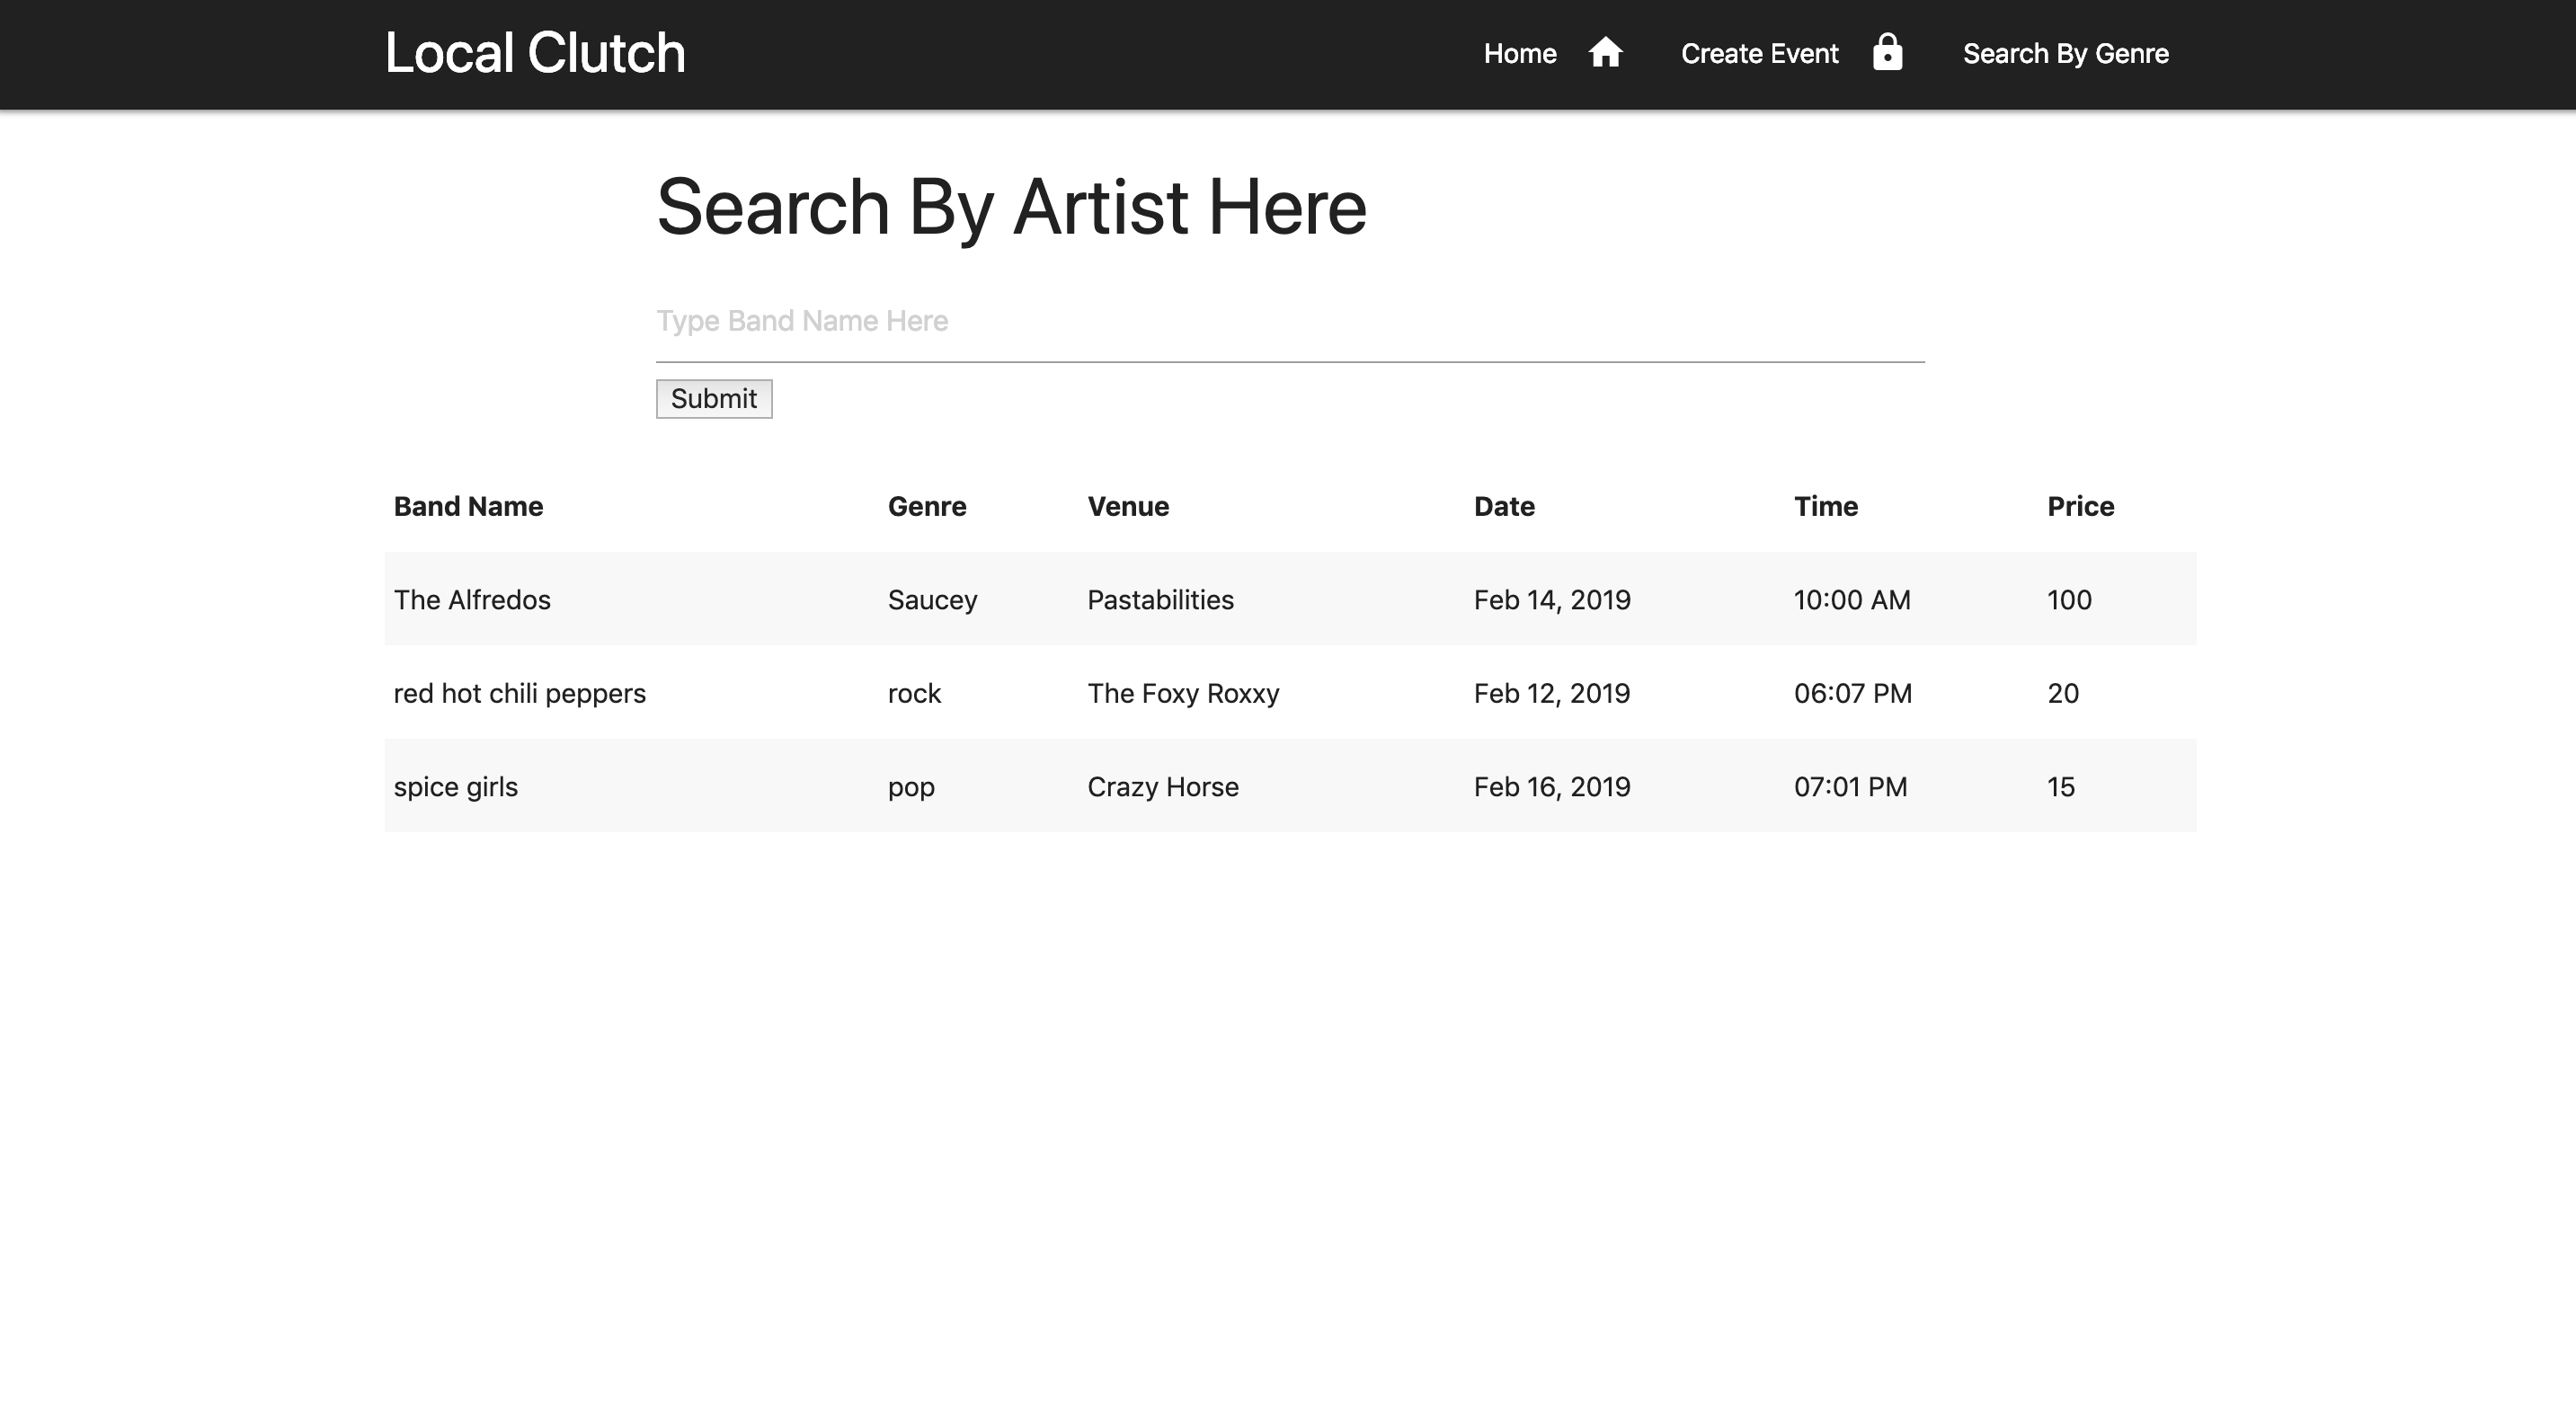 Local Clutch Home Create Event Search By Genre
Search By Artist Here
Type Band Name Here
Submit
Band Name Genre Venue Date Time Price
The Alfredos Saucey Pastabilities Feb 14, 2019 10:00 AM 100
red hot chili peppers rock The Foxy Roxxy Feb 12, 2019 06:07 PM 20
spice girls pop Crazy Horse Feb 16, 2019 07:01 PM 15